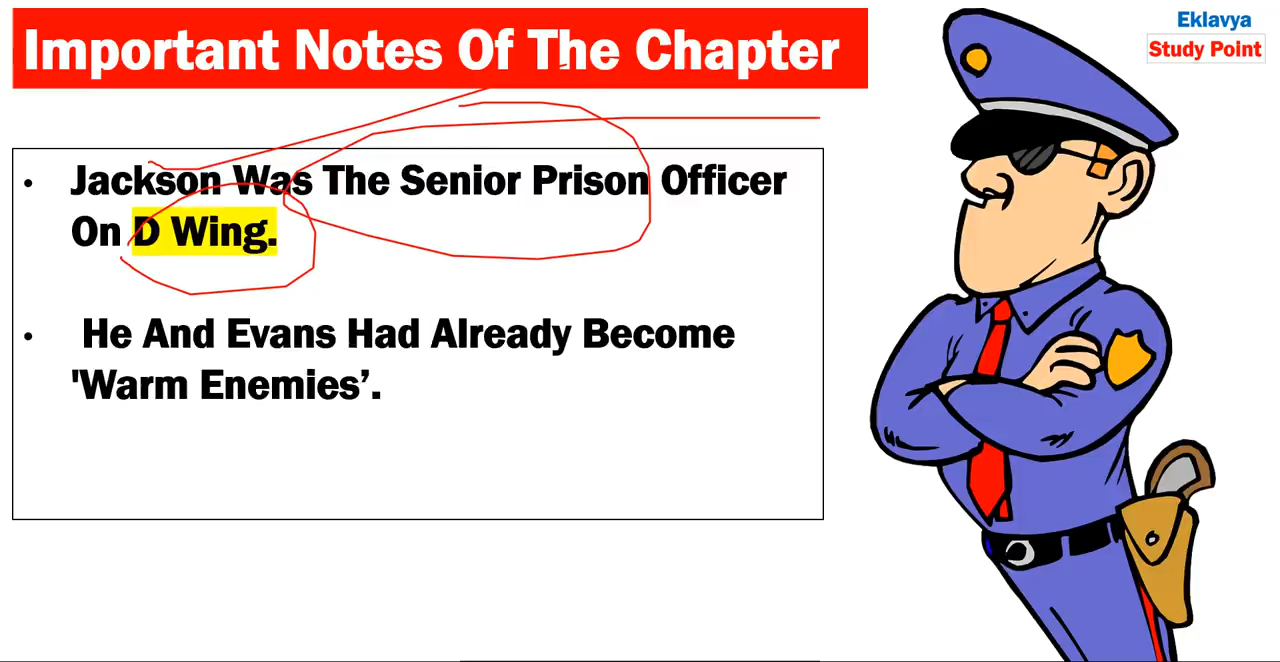 Important Notes Of The Chapter
Eklavya
Study Point
• Jackson Was The Senior Prison Officer
On D Wing.
• He And Evans Had Already Become
'Warm Enemies’.